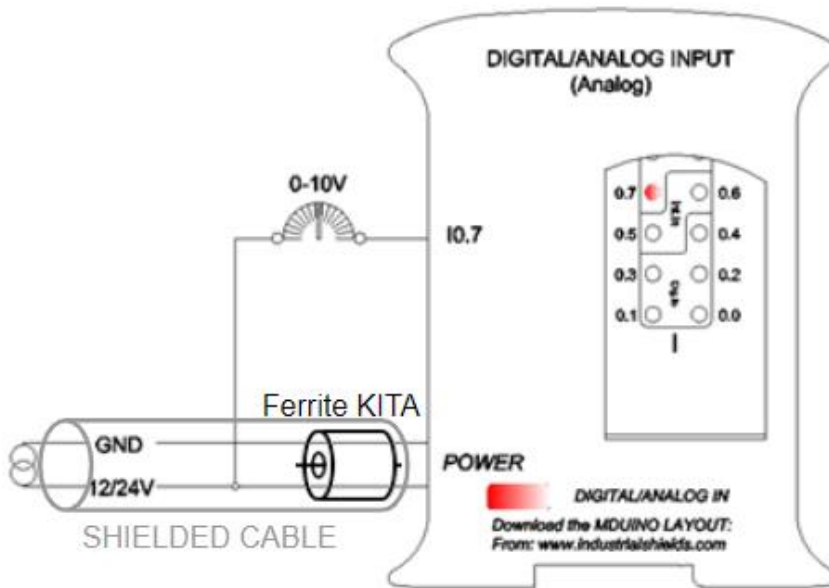 DIGITAL/ANALOG INPUT
(Analog)
0-10V
I0.7
0.7
0.6
0.5
0.4
0.3
0.2
0.1
0.0
I
Ferrite KITA
GND
12/24V
SHIELDED CABLE
POWER
DIGITAL/ANALOG IN
Download the MDUINO LAYOUT:
From: www.industrialshields.com